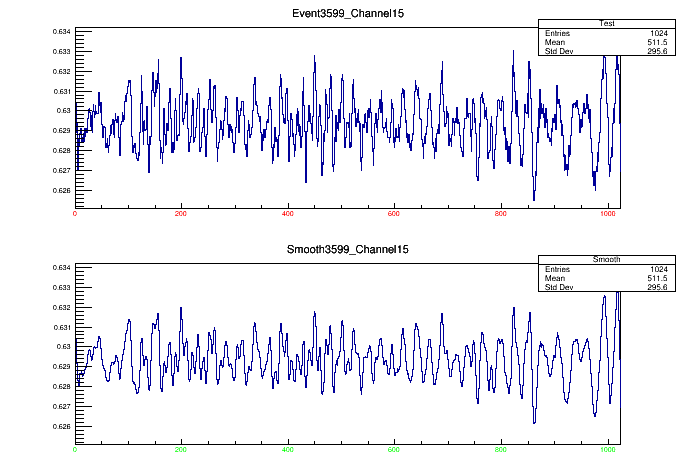 Event3599_Channel15
Test
Entries 1024
Mean 511.5
Std Dev 295.6
0.634
0.633
0.632
0.631
0.63
0.629
0.628
0.627
0.626
0 200 400 600 800 1000
Smooth3599_Channel15
Smooth
Entries 1024
Mean 511.5
Std Dev 295.6
0.634
0.633
0.632
0.631
0.63
0.629
0.628
0.627
0.626
0 200 400 600 800 1000